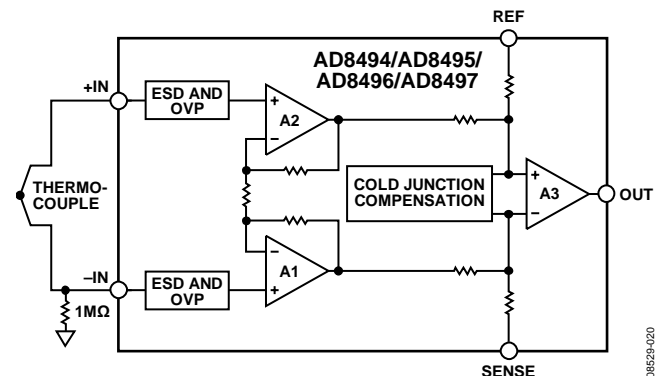 REF
AD8494/AD8495/
AD8496/AD8497
+IN
ESD AND
OVP
+
A2
–
THERMO-
COUPLE
COLD JUNCTION
COMPENSATION
+
A3
–
OUT
–
A1
+
–IN
ESD AND
OVP
1MΩ
SENSE
08529-020